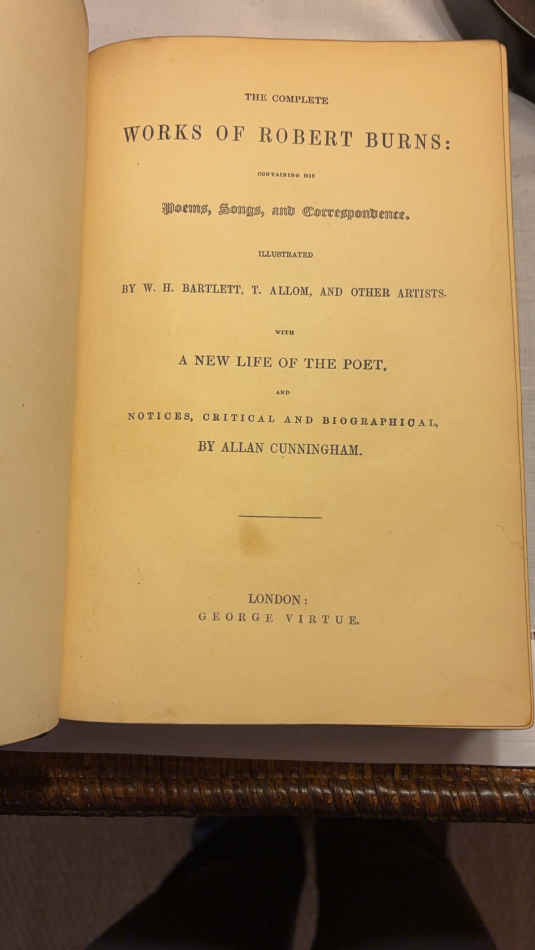 THE COMPLETE
WORKS OF ROBERT BURNS:
CONTAINING HIS
Poems, Songs, and Correspondence.
ILLUSTRATED
BY W. H. BARTLETT, T. ALLOM, AND OTHER ARTISTS.
WITH
A NEW LIFE OF THE POET,
AND
NOTICES, CRITICAL AND BIOGRAPHICAL,
BY ALLAN CUNNINGHAM.
LONDON:
GEORGE VIRTUE.